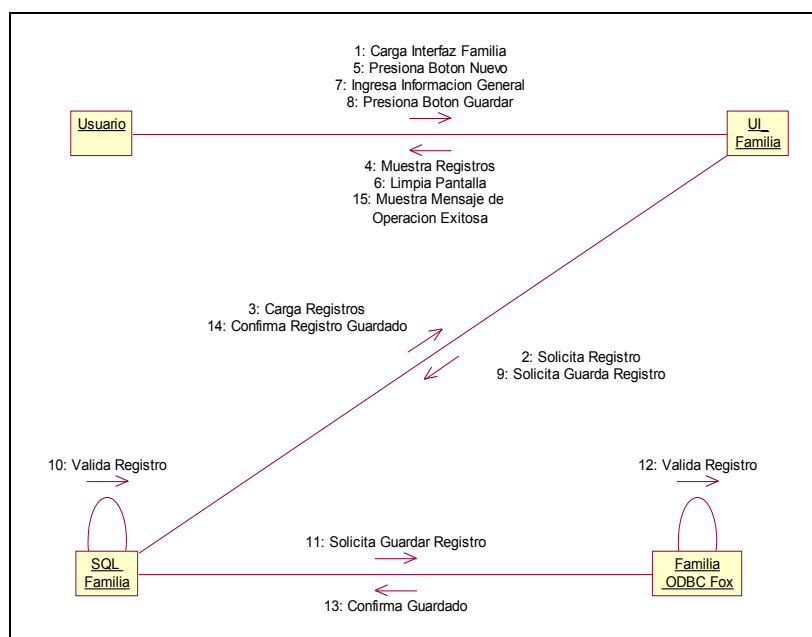 1: Carga Interfaz Familia
5: Presiona Boton Nuevo
7: Ingresa Informacion General
8: Presiona Boton Guardar
Usuario
UI_
Familia
4: Muestra Registros
6: Limpia Pantalla
15: Muestra Mensaje de
Operacion Exitosa
3: Carga Registros
14: Confirma Registro Guardado
2: Solicita Registro
9: Solicita Guarda Registro
10: Valida Registro
12: Valida Registro
11: Solicita Guardar Registro
SQL_
Familia
Familia
_ODBC Fox
13: Confirma Guardado